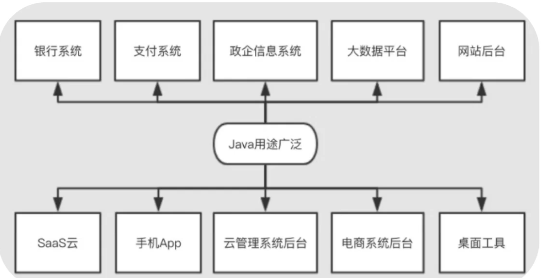 银行系统
支付系统
政企信息系统
大数据平台
网站后台
Java用途广泛
SaaS云
手机App
云管理系统后台
电商系统后台
桌面工具